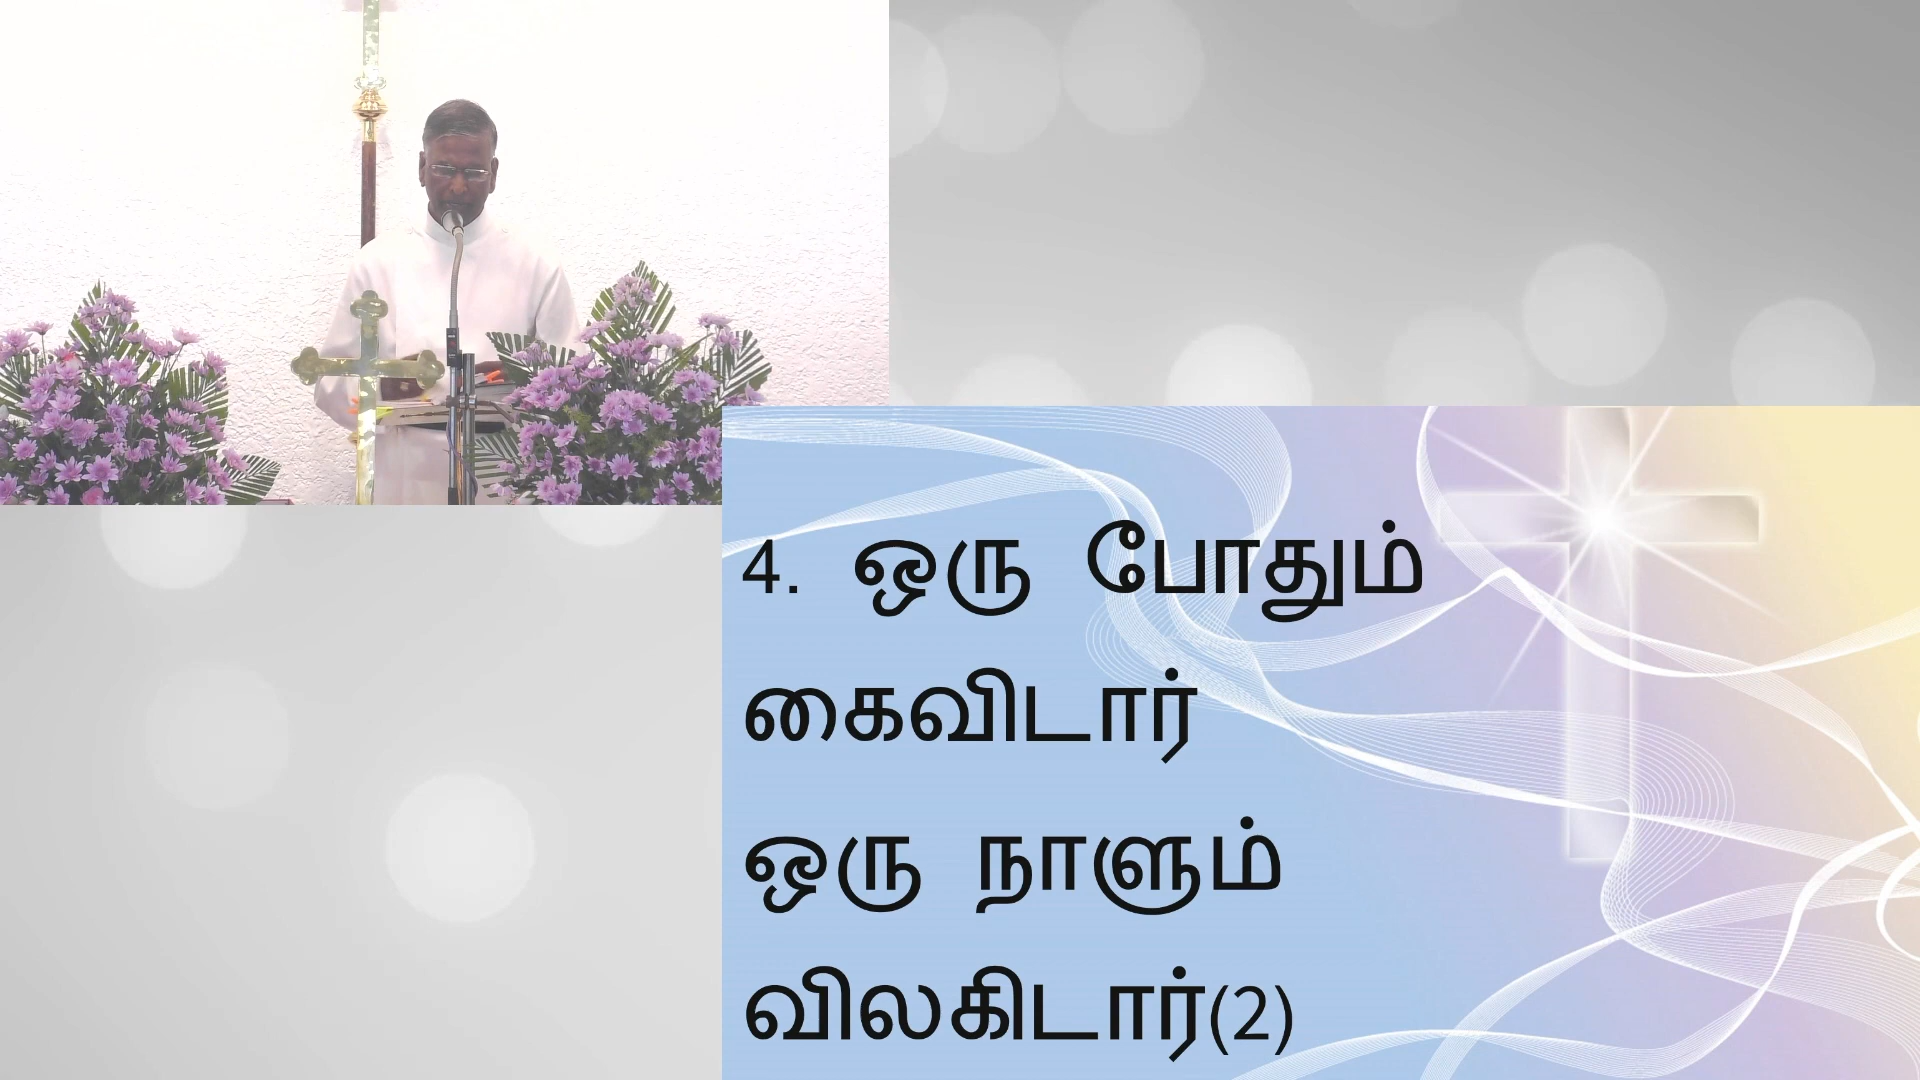 4. ஒரு போதும்
கைவிடார்
ஒரு நாளும்
விலகிடார்(2)